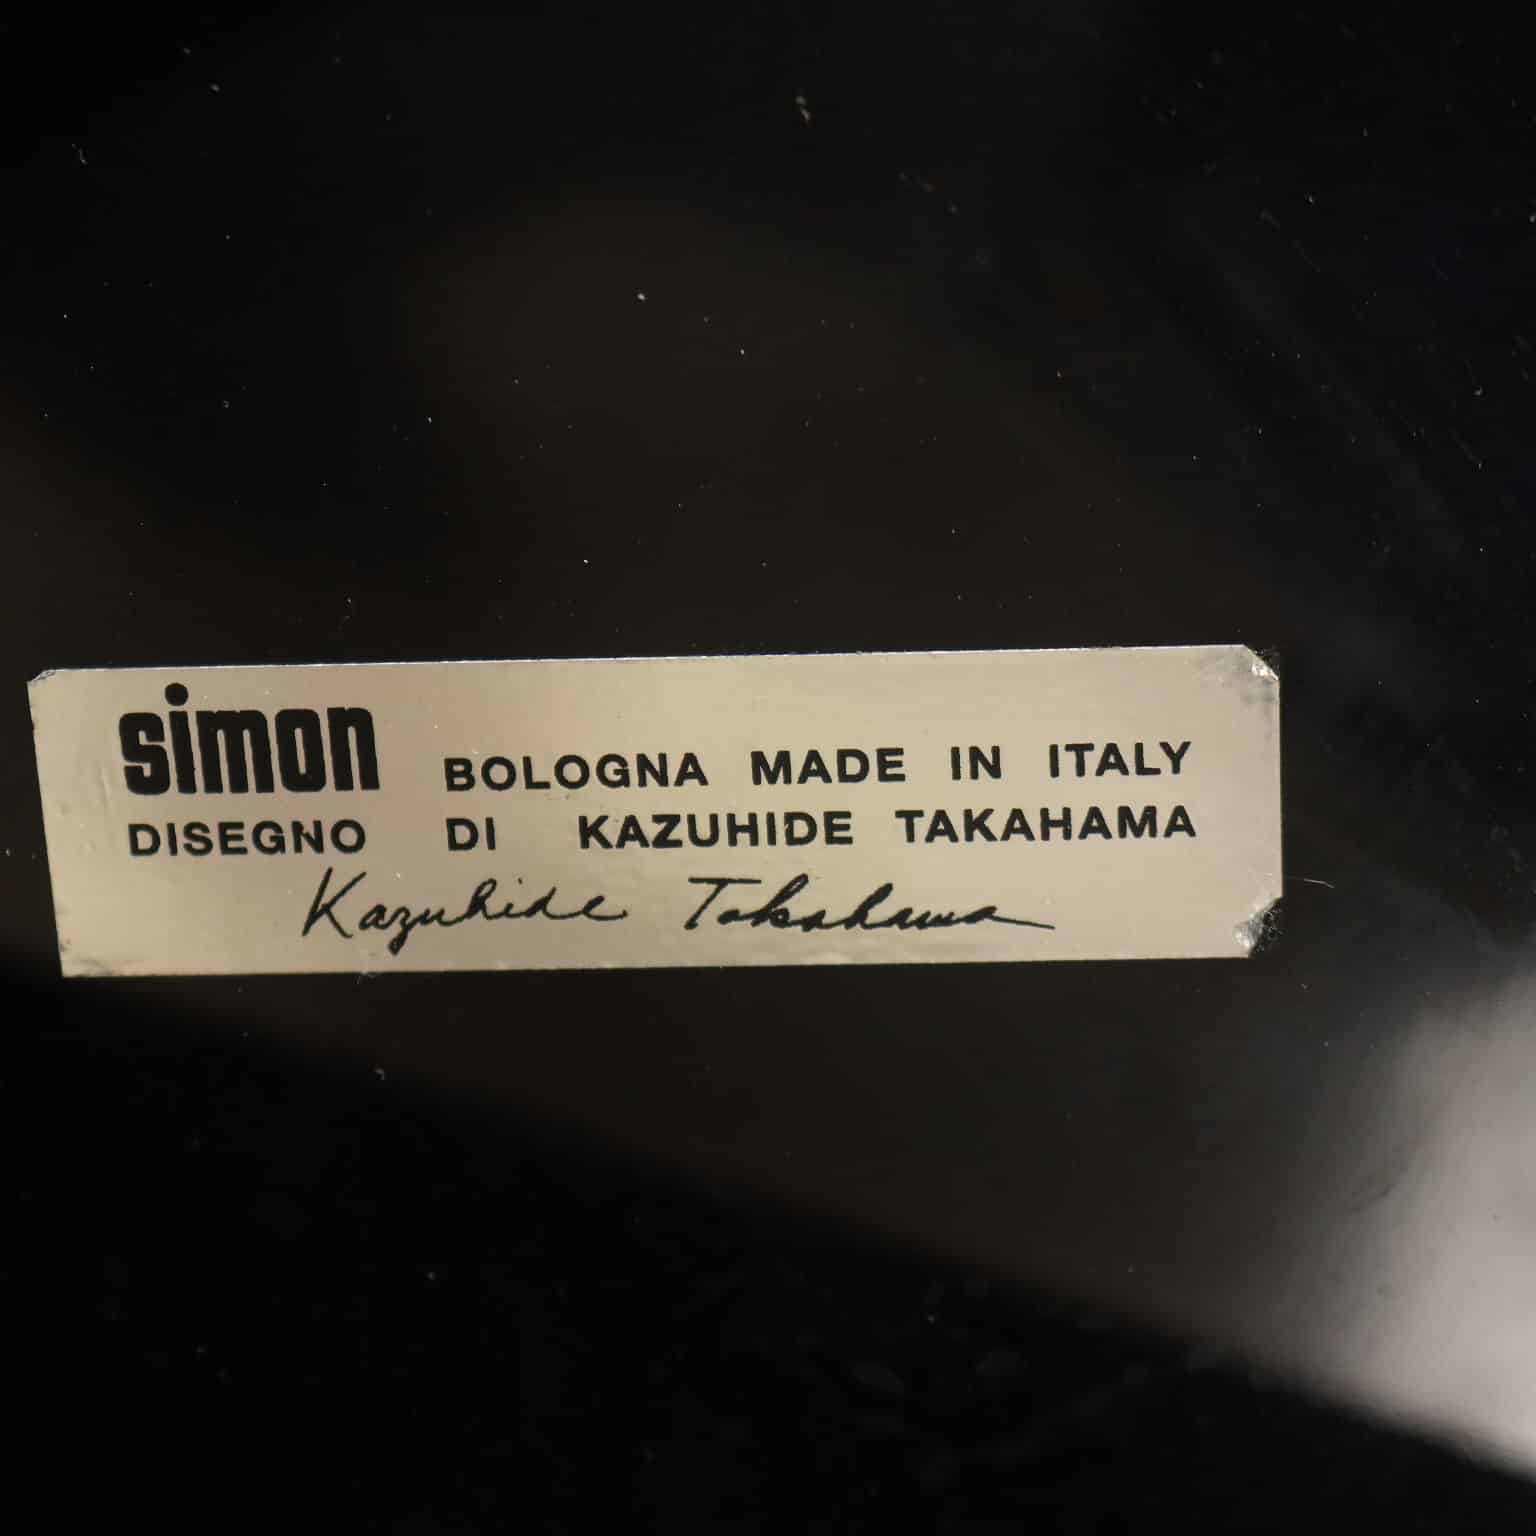 simon BOLOGNA MADE IN ITALY
DISEGNO DI KAZUHIDE TAKAHAMA
Kazuhide Takahama